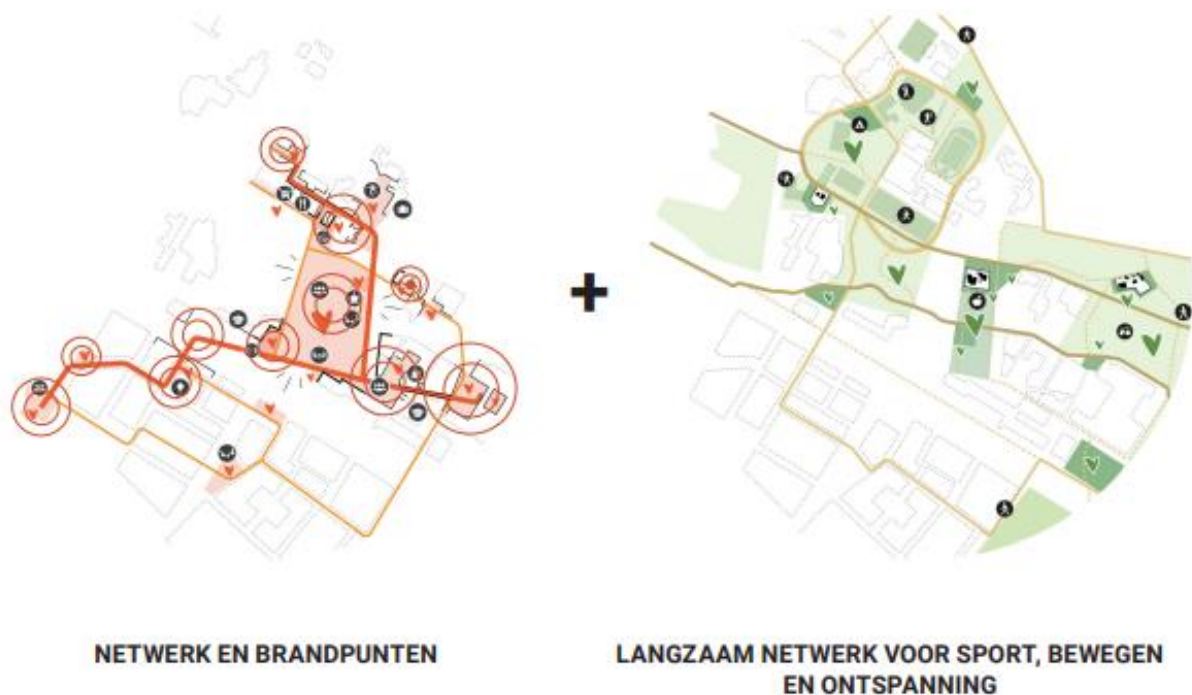 +
NETWERK EN BRANDPUNTEN
LANGZAAM NETWERK VOOR SPORT, BEWEGEN
EN ONTSPANNING